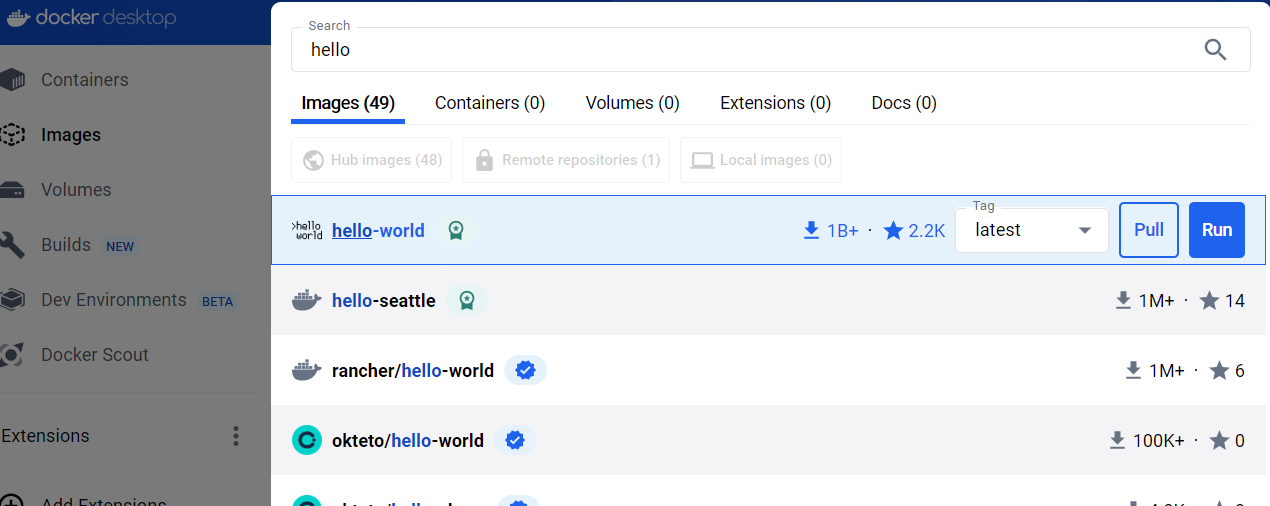 docker desktop
Search
hello
Containers
Images
Volumes
Builds NEW
Dev Environments BETA
Docker Scout
Extensions
Add Extensions
Images (49) Containers (0) Volumes (0) Extensions (0) Docs (0)
Hub images (48) Remote repositories (1) Local images (0)
>hello world hello-world 1B+ · 2.2K Tag latest Pull Run
hello-seattle 1M+ · 14
rancher/hello-world 1M+ · 6
okteto/hello-world 100K+ · 0